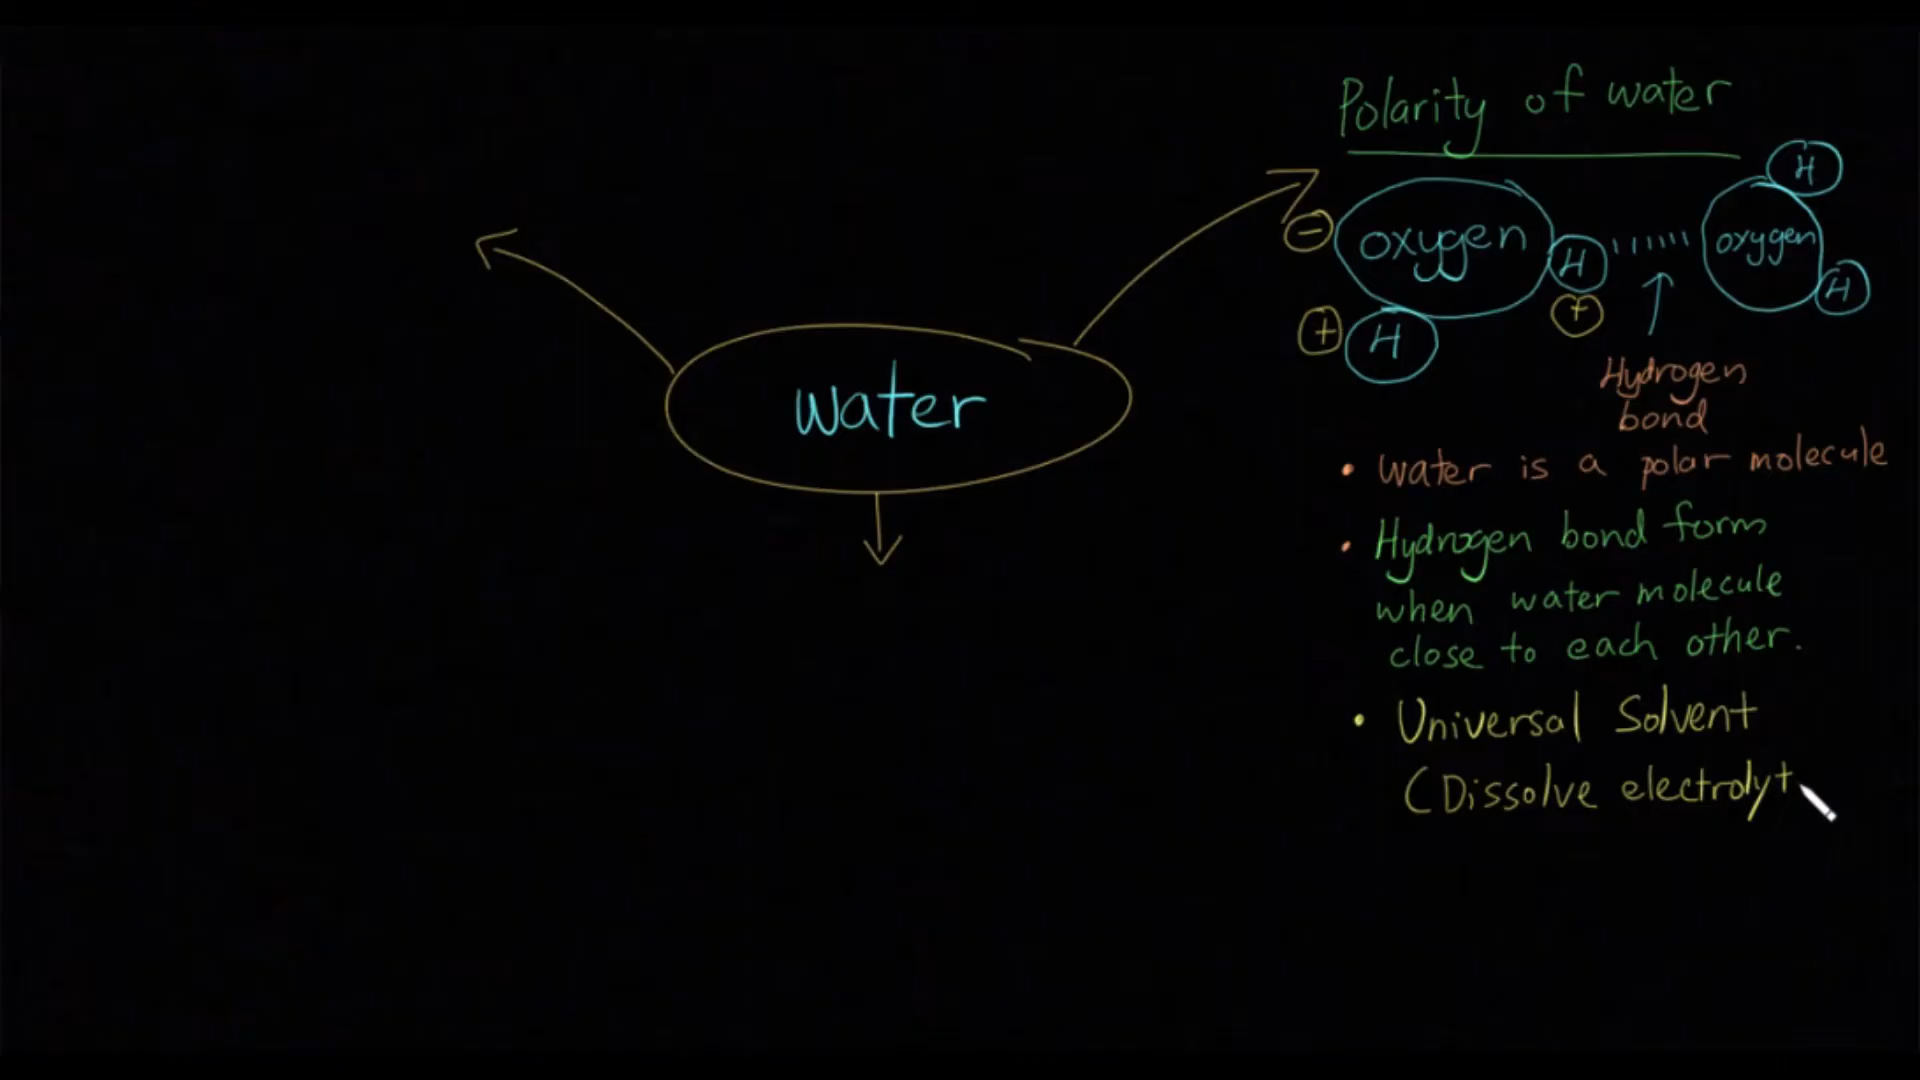 Polarity of water
H
- oxygen H oxygen
H
+ H +
Hydrogen
bond
water
• water is a polar molecule
• Hydrogen bond form
when water molecule
close to each other.
• Universal Solvent
(Dissolve electrolyt